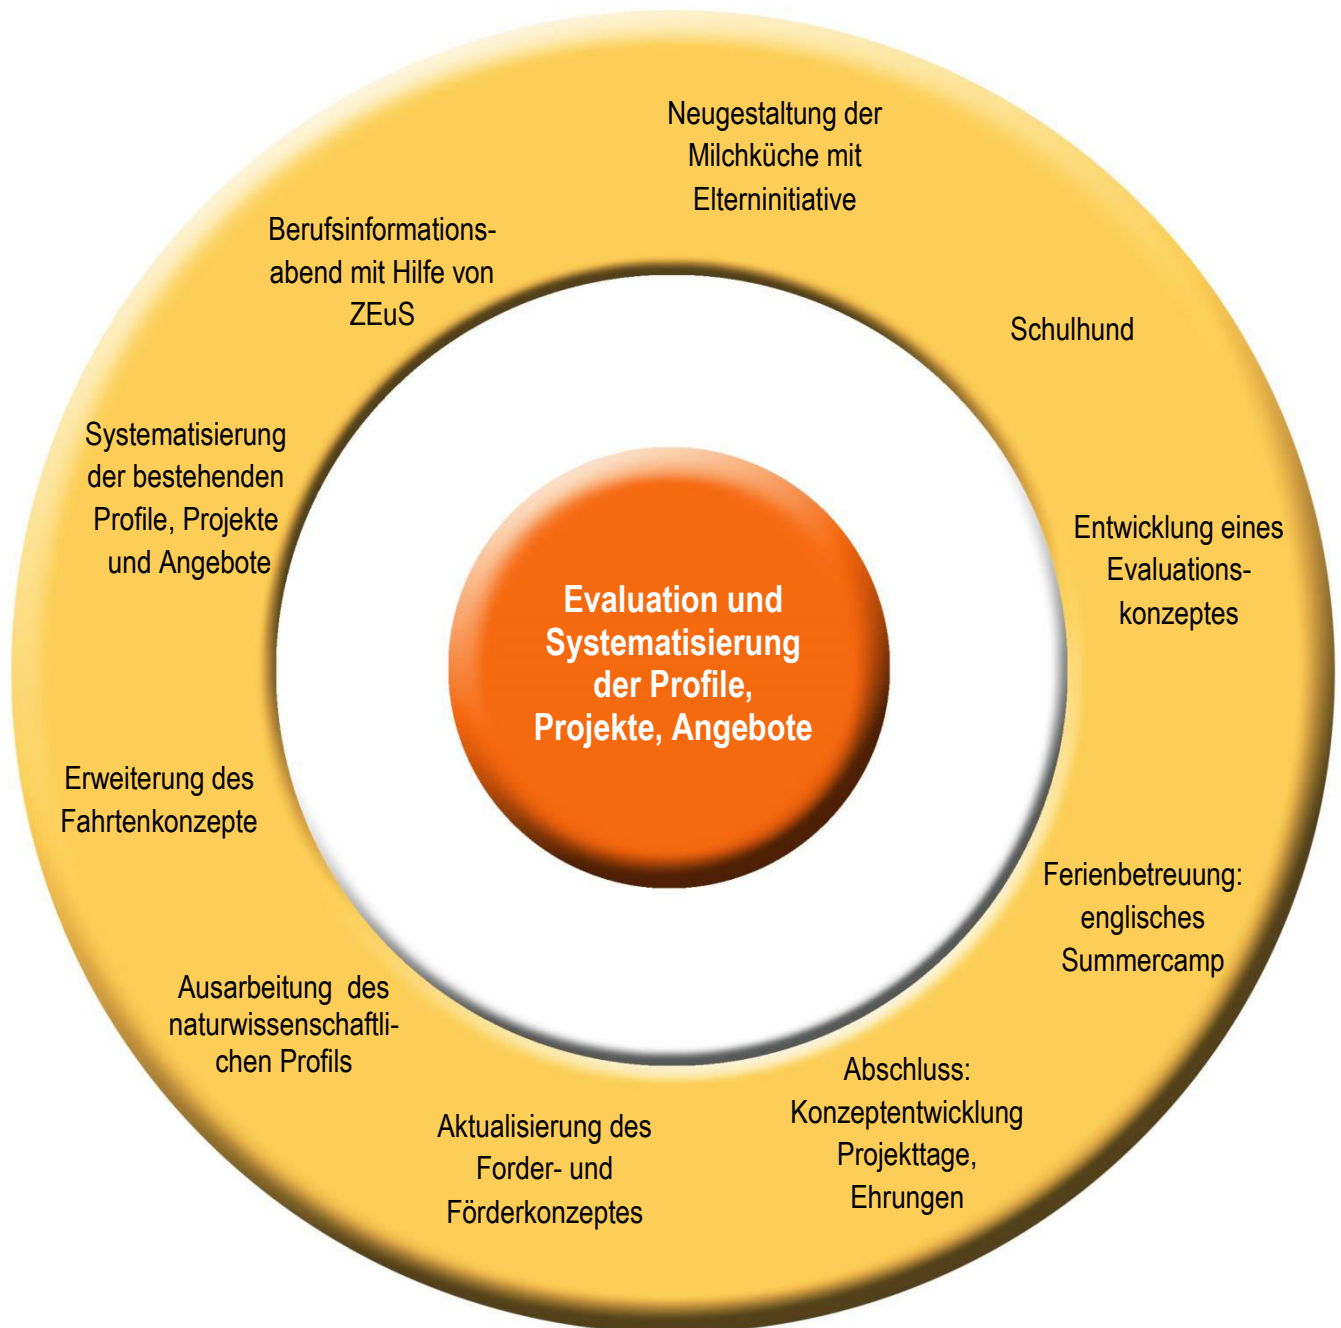 Neugestaltung der
Milchküche mit
Elterninitiative
Schulhund
Entwicklung eines
Evaluations-
konzeptes
Ferienbetreuung:
englisches
Summercamp
Abschluss:
Konzeptentwicklung
Projekttage,
Ehrungen
Aktualisierung des
Forder- und
Förderkonzeptes
Ausarbeitung des
naturwissenschaftli-
chen Profils
Erweiterung des
Fahrtenkonzepte
Systematisierung
der bestehenden
Profile, Projekte
und Angebote
Berufsinformations-
abend mit Hilfe von
ZEuS
Evaluation und
Systematisierung
der Profile,
Projekte, Angebote